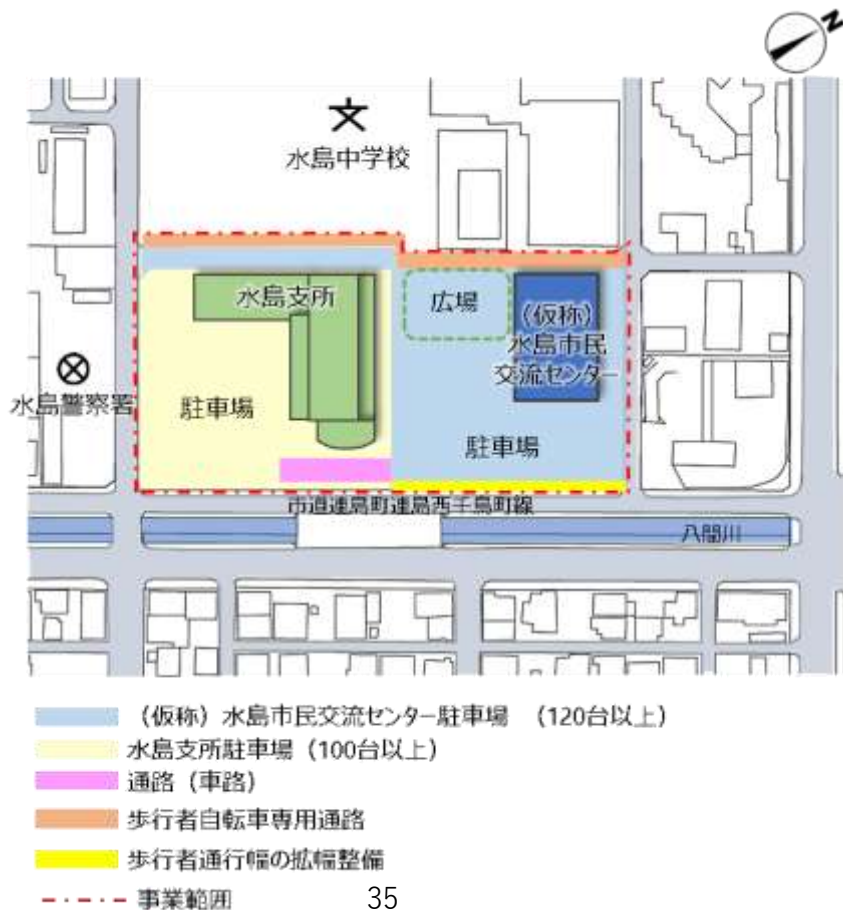 N
水島中学校
水島支所
広場
(仮称)
水島市民
交流センター
水島警察署
駐車場
駐車場
市道連島町連島西千鳥町線
八間川
(仮称)水島市民交流センター駐車場 (120台以上)
水島支所駐車場(100台以上)
通路(車路)
歩行者自転車専用通路
歩行者通行幅の拡幅整備
事業範囲
35